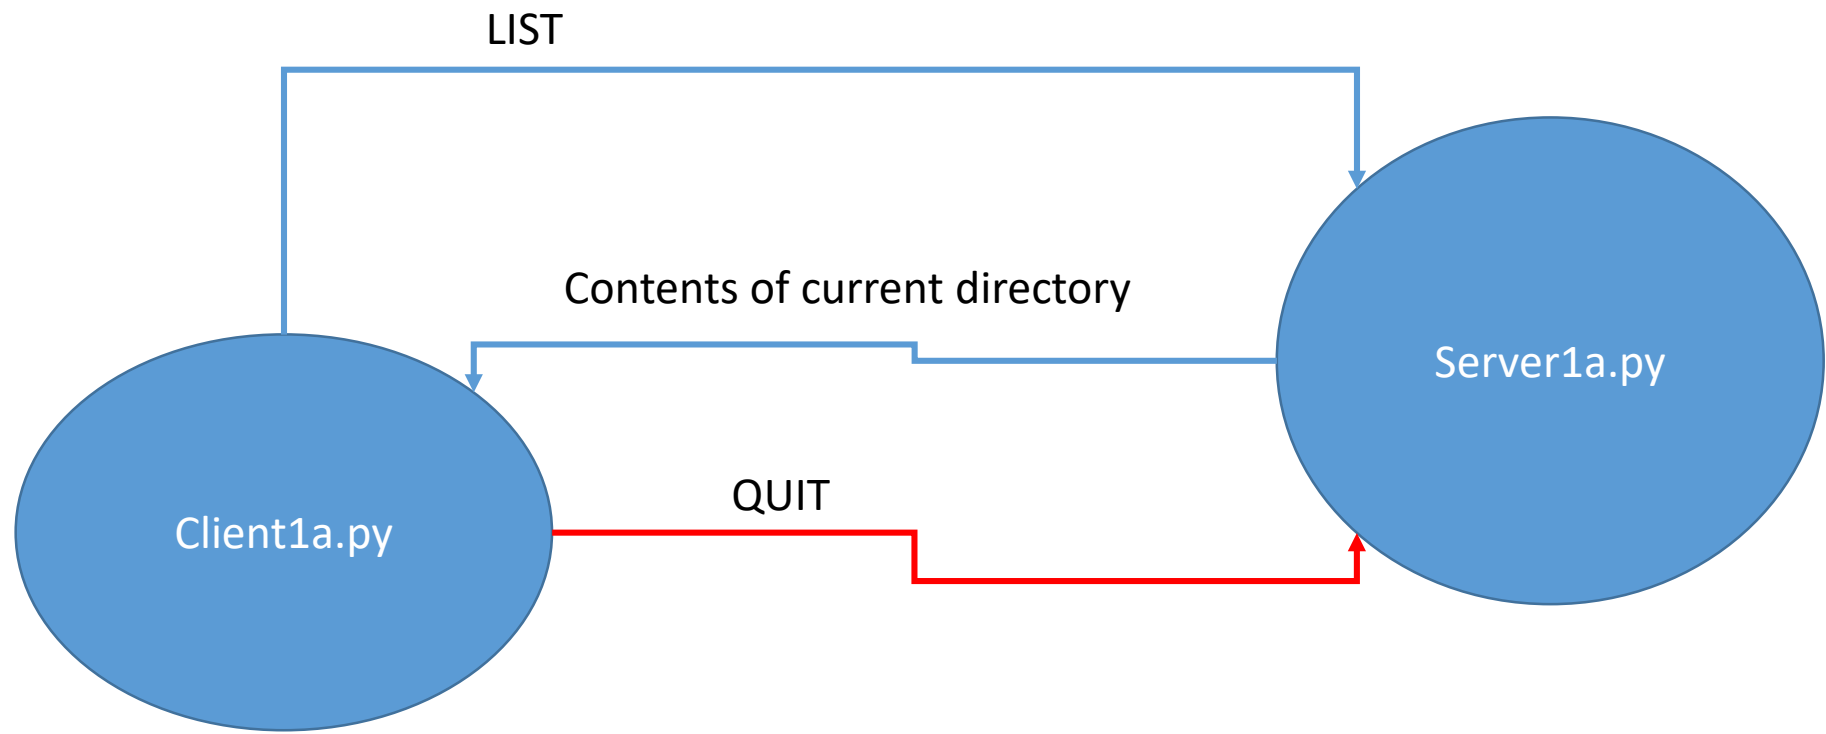 LIST
Contents of current directory
Server1a.py
QUIT
Client1a.py